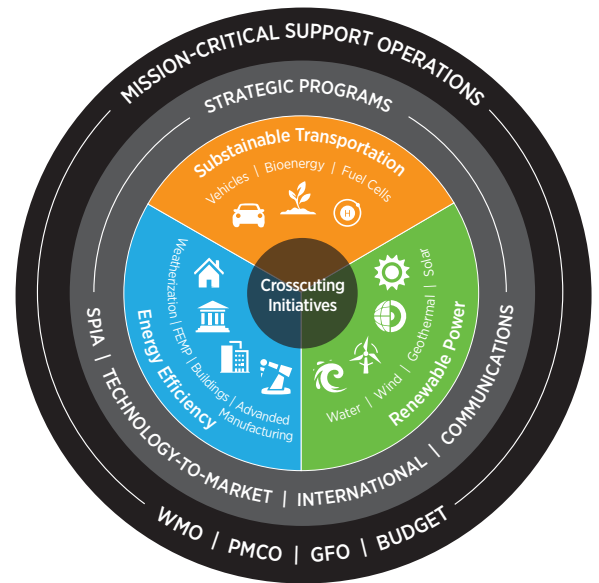 MISSION-CRITICAL SUPPORT OPERATIONS
STRATEGIC PROGRAMS
Substainable Transportation
Vehicles | Bioenergy | Fuel Cells
H
Crosscuting
Initiatives
Weatherization | FEMP | Buildings | Advanded
Manufacturing
Energy Efficiency
Water | Wind | Geothermal | Solar
Renewable Power
SPIA | TECHNOLOGY-TO-MARKET | INTERNATIONAL | COMMUNICATIONS
WMO | PMCO | GFO | BUDGET